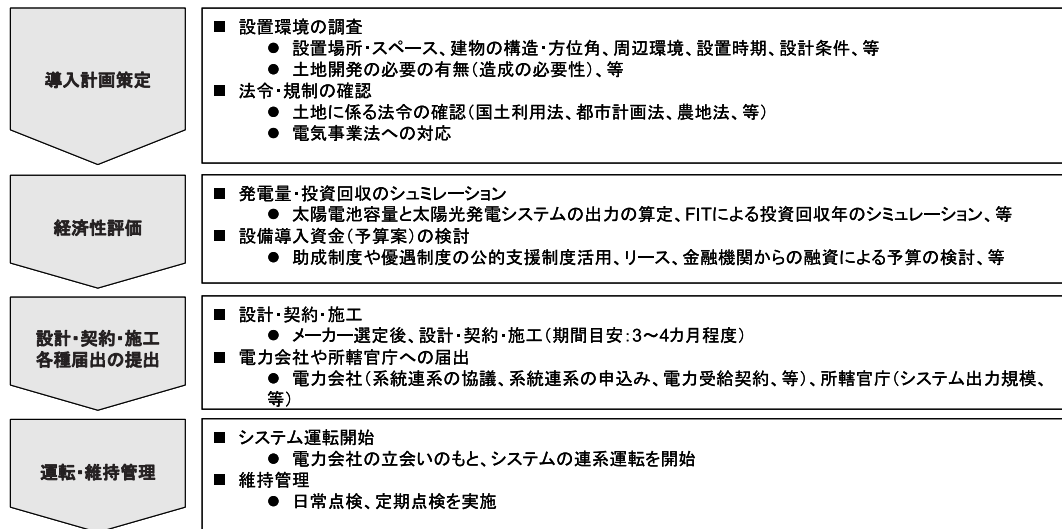 導入計画策定
■ 設置環境の調査
● 設置場所・スペース、建物の構造・方位角、周辺環境、設置時期、設計条件、等
● 土地開発の必要の有無(造成の必要性)、等
■ 法令・規制の確認
● 土地に係る法令の確認(国土利用法、都市計画法、農地法、等)
● 電気事業法への対応
経済性評価
■ 発電量・投資回収のシュミレーション
● 太陽電池容量と太陽光発電システムの出力の算定、FITによる投資回収年のシミュレーション、等
■ 設備導入資金(予算案)の検討
● 助成制度や優遇制度の公的支援制度活用、リース、金融機関からの融資による予算の検討、等
設計・契約・施工
各種届出の提出
■ 設計・契約・施工
● メーカー選定後、設計・契約・施工(期間目安:3～4カ月程度)
■ 電力会社や所轄官庁への届出
● 電力会社(系統連系の協議、系統連系の申込み、電力受給契約、等)、所轄官庁(システム出力規模、
等)
運転・維持管理
■ システム運転開始
● 電力会社の立会いのもと、システムの連系運転を開始
■ 維持管理
● 日常点検、定期点検を実施